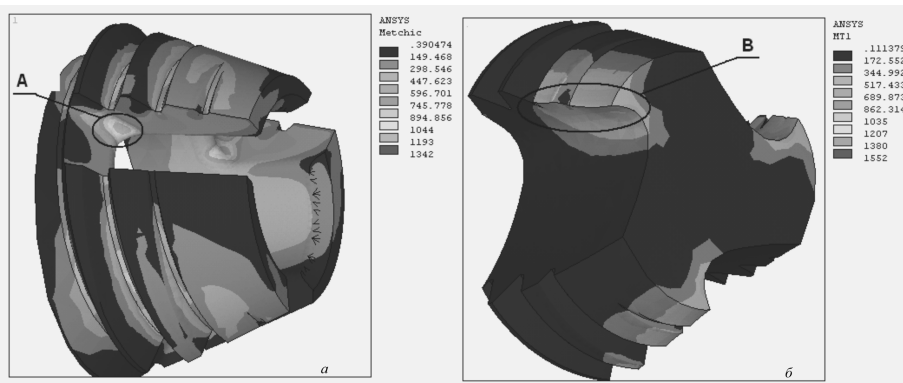 1
ANSYS
Metchic
.390474
149.468
298.546
447.623
596.701
745.778
894.856
1044
1193
1342
A
а
ANSYS
MT1
.111379
172.552
344.992
517.433
689.873
862.314
1035
1207
1380
1552
B
б